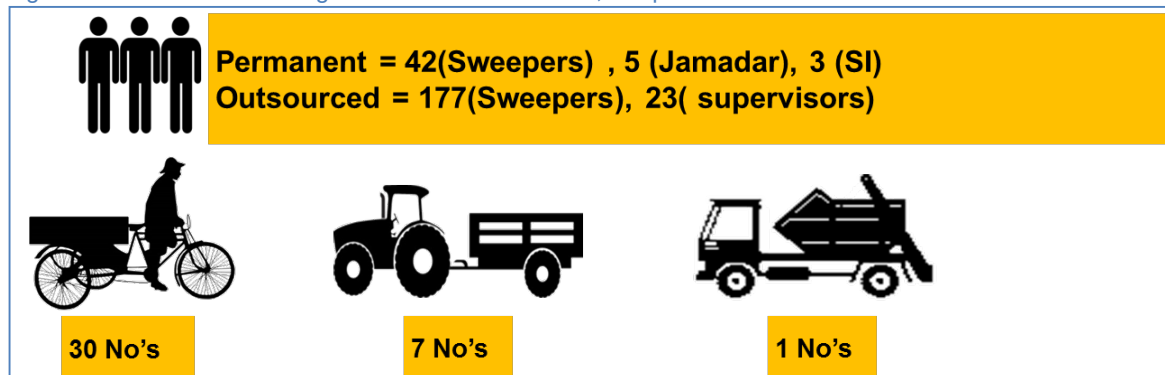 Permanent = 42(Sweepers) , 5 (Jamadar), 3 (SI)
Outsourced = 177(Sweepers), 23( supervisors)
30 No's
7 No's
1 No's